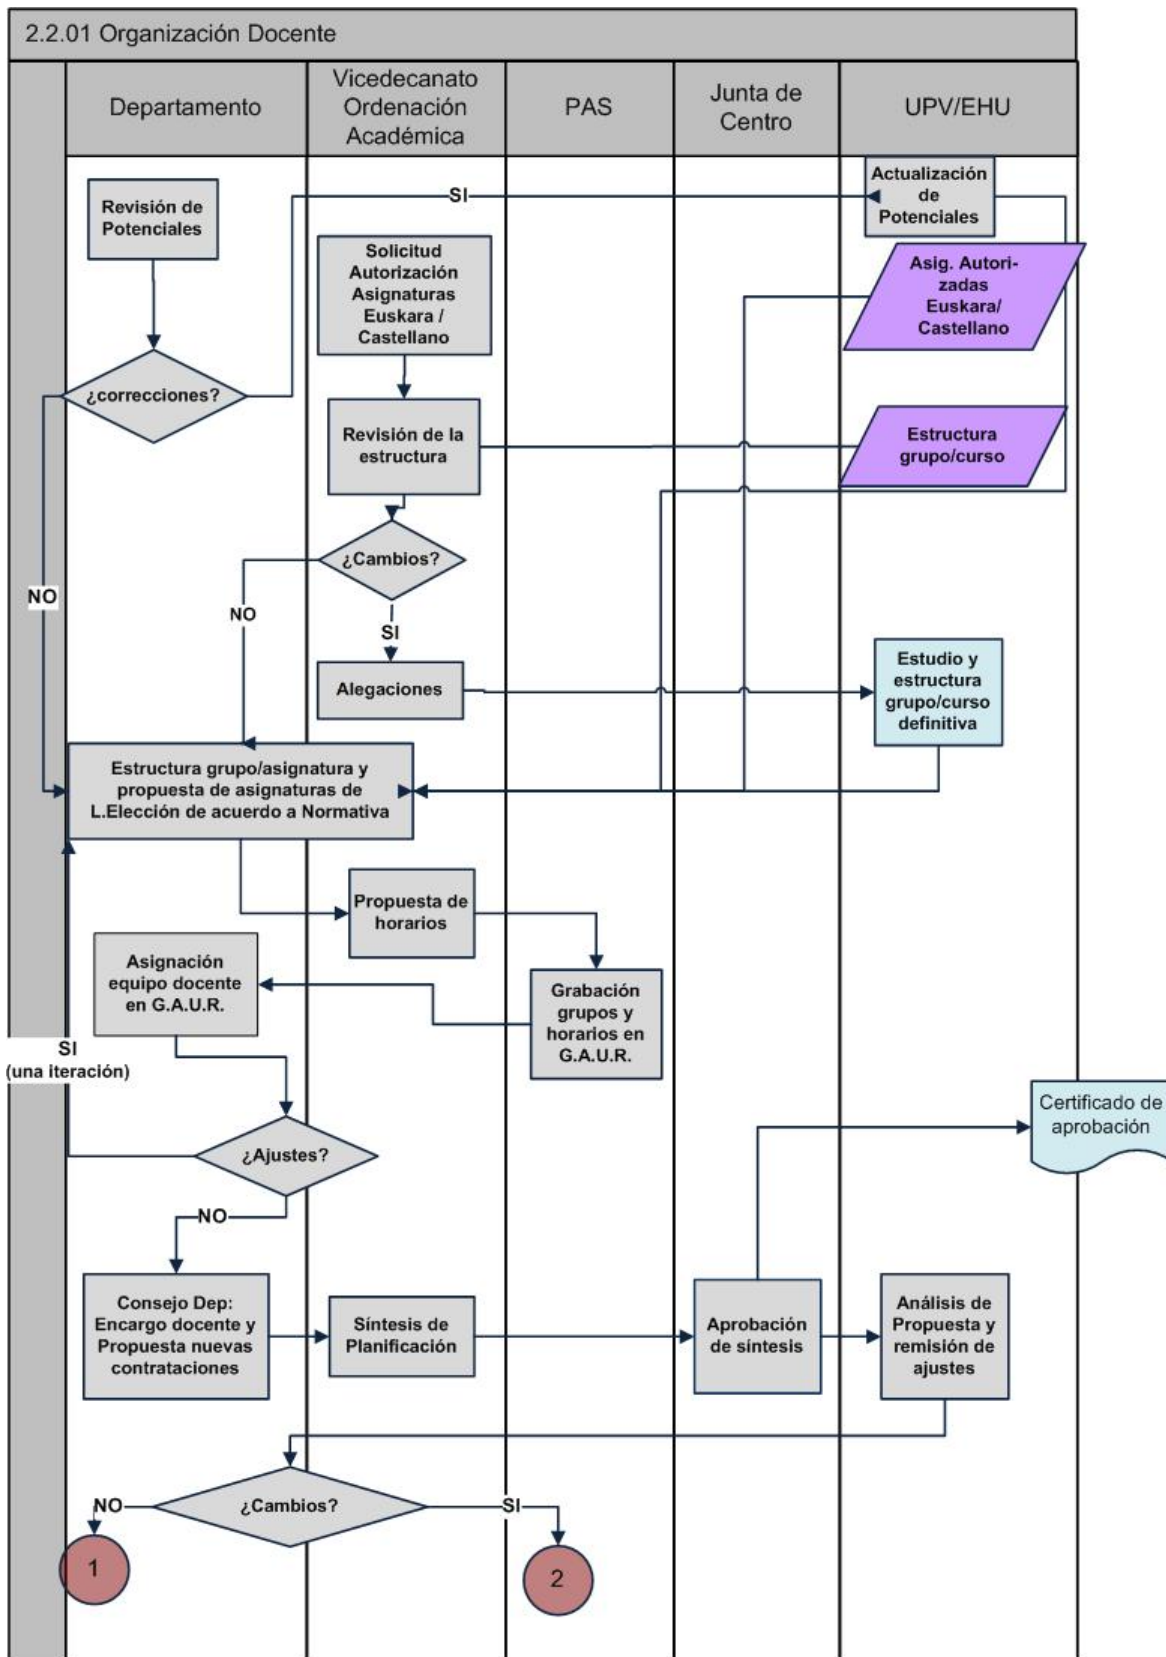 2.2.01 Organización Docente
Departamento
Vicedecanato
Ordenación
Académica
PAS
Junta de
Centro
UPV/EHU
Revisión de
Potenciales
SI
Actualización
de
Potenciales
Solicitud
Autorización
Asignaturas
Euskara /
Castellano
Asig. Autori-
zadas
Euskara/
Castellano
¿correcciones?
Revisión de la
estructura
Estructura
grupo/curso
¿Cambios?
NO
NO
SI
Alegaciones
Estudio y
estructura
grupo/curso
definitiva
Estructura grupo/asignatura y
propuesta de asignaturas de
L.Elección de acuerdo a Normativa
Propuesta de
horarios
Asignación
equipo docente
en G.A.U.R.
Grabación
grupos y
horarios en
G.A.U.R.
SI
(una iteración)
Certificado de
aprobación
¿Ajustes?
NO
Consejo Dep:
Encargo docente y
Propuesta nuevas
contrataciones
Síntesis de
Planificación
Aprobación
de síntesis
Análisis de
Propuesta y
remisión de
ajustes
¿Cambios?
NO
SI
1
2